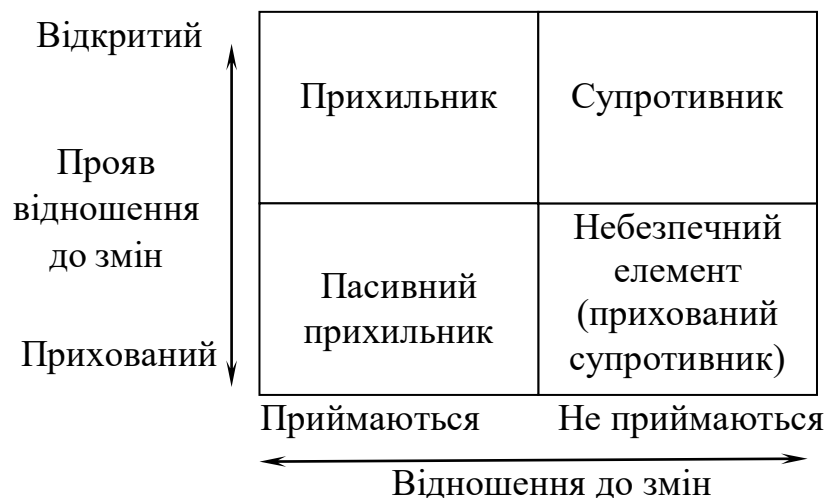 Відкритий
Прихильник
Супротивник
Прояв
відношення
до змін
Пасивний
прихильник
Небезпечний
елемент
(прихований
супротивник)
Прихований
Приймаються
Не приймаються
Відношення до змін